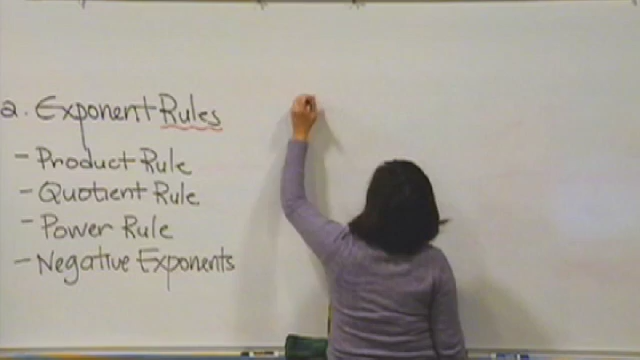 2. Exponent Rules
- Product Rule
- Quotient Rule
- Power Rule
- Negative Exponents